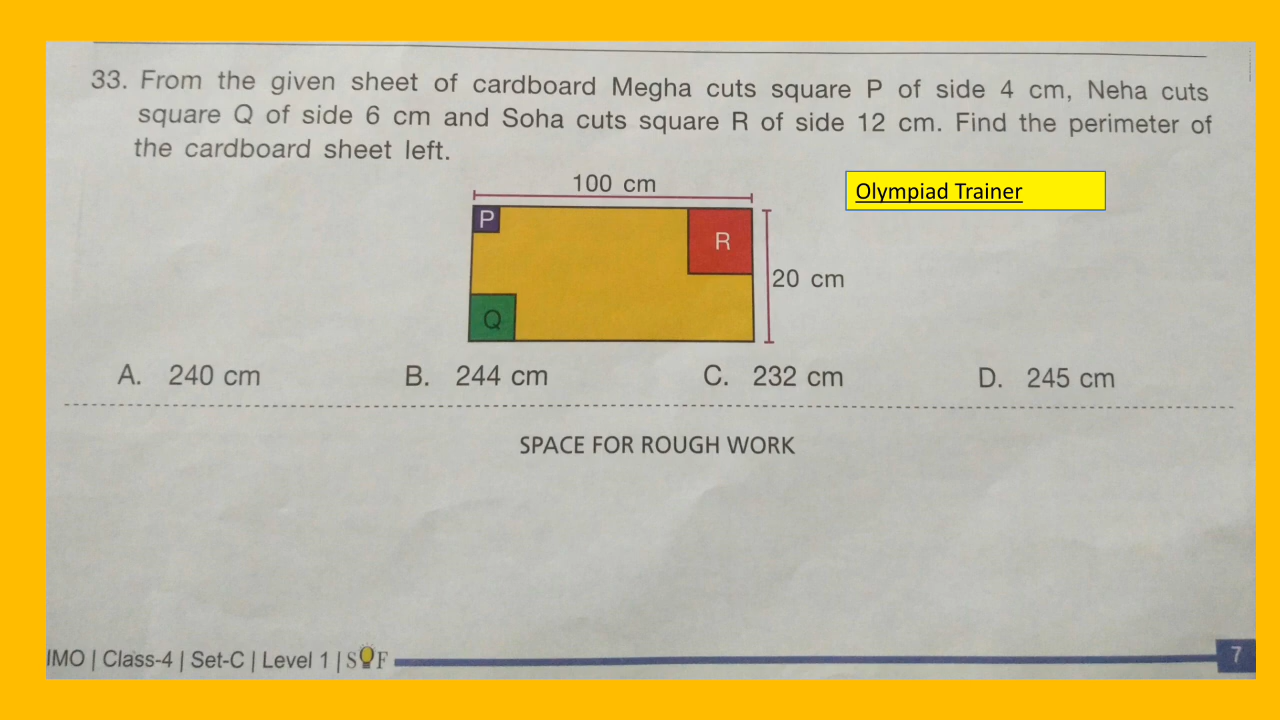 33. From the given sheet of cardboard Megha cuts square P of side 4 cm, Neha cuts
square Q of side 6 cm and Soha cuts square R of side 12 cm. Find the perimeter of
the cardboard sheet left.
100 cm
Olympiad Trainer
P
R
20 cm
Q
A. 240 cm B. 244 cm C. 232 cm D. 245 cm
SPACE FOR ROUGH WORK
IMO | Class-4 | Set-C | Level 1 | SOF
7